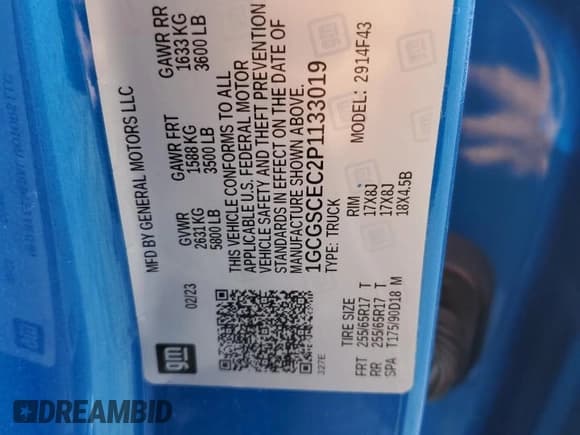 MFD BY GENERAL MOTORS LLC
02/23
GVWR GAWR FRT GAWR RR
2631 KG 1588 KG 1633 KG
5800 LB 3500 LB 3600 LB
THIS VEHICLE CONFORMS TO ALL
APPLICABLE U.S. FEDERAL MOTOR
VEHICLE SAFETY AND THEFT PREVENTION
STANDARDS IN EFFECT ON THE DATE OF
MANUFACTURE SHOWN ABOVE.
1GCGSCEC2P1133019
TYPE: TRUCK MODEL: 2914F43
TIRE SIZE RIM
FRT 255/65R17 T 17X8J
RR 255/65R17 T 17X8J
SPA T175/90D18 M 18X4.5B
gm
327E
DREAMBID